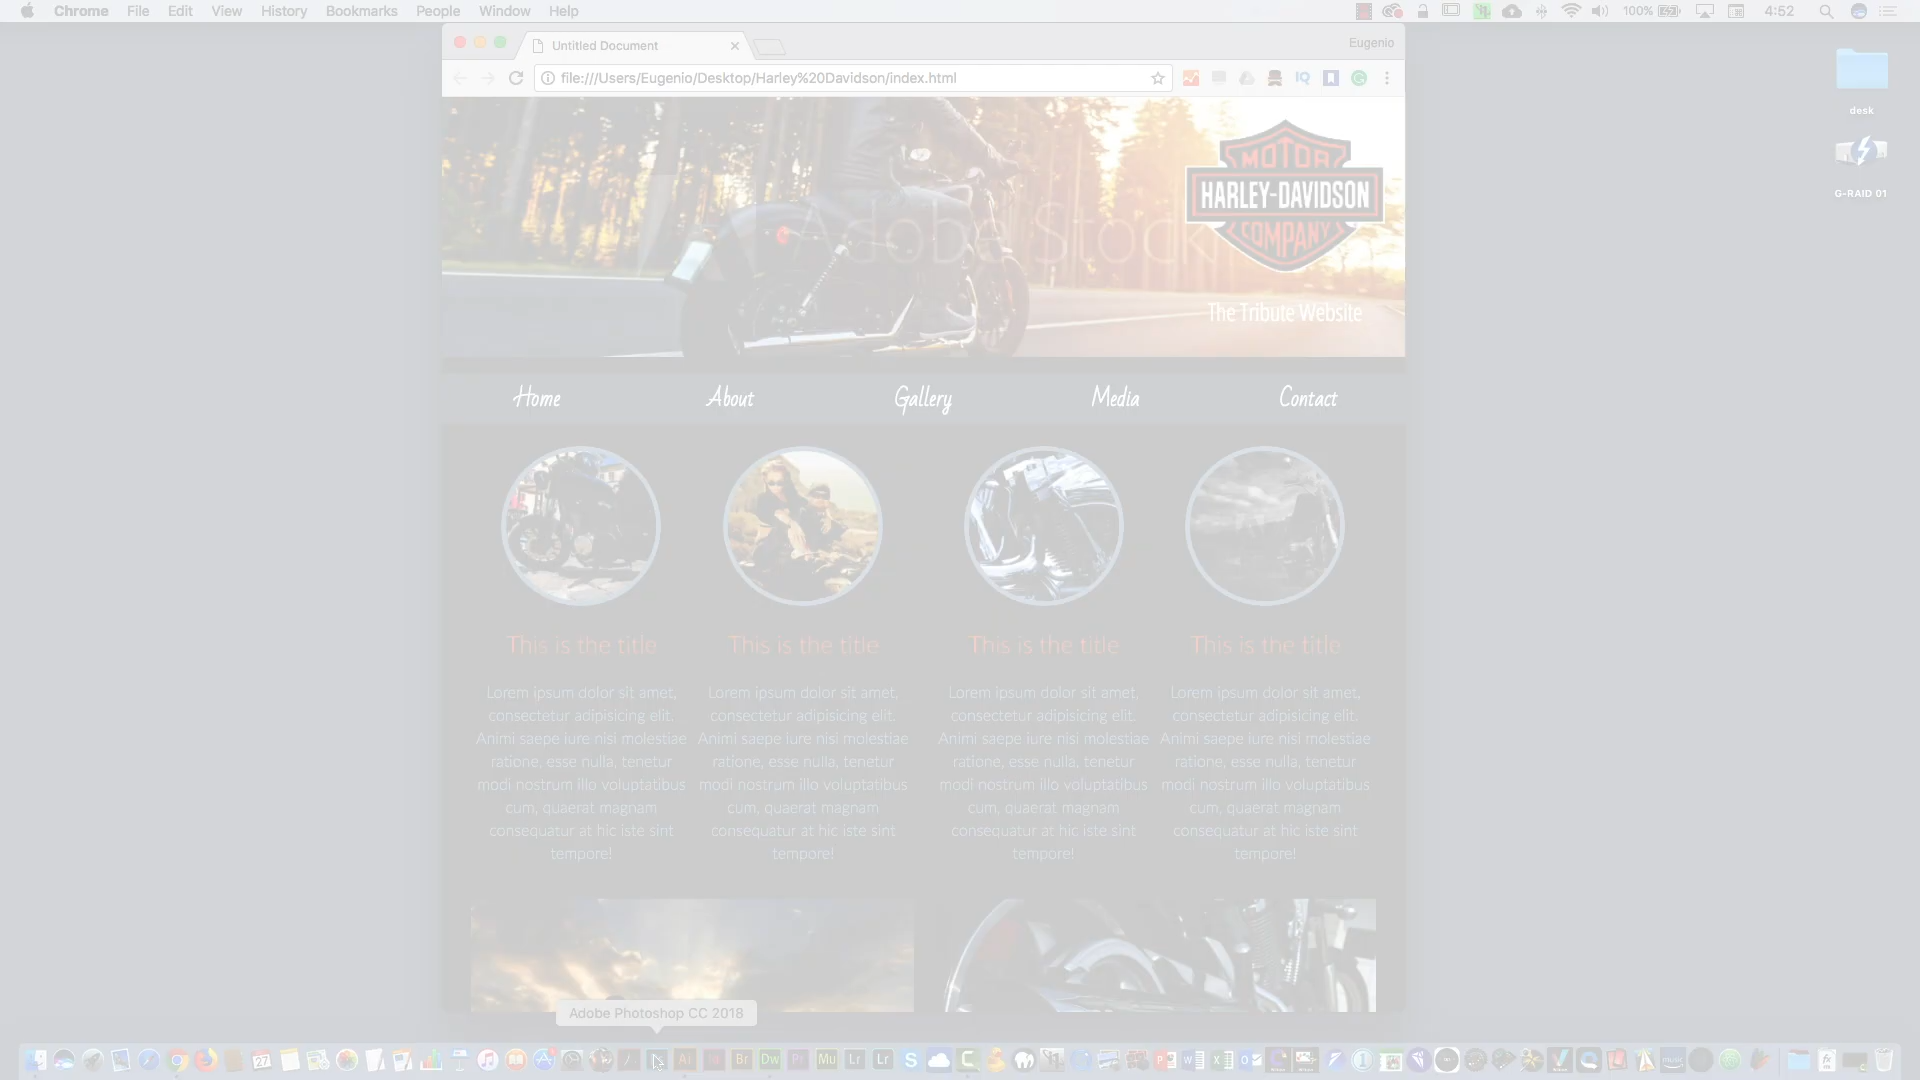 Chrome File Edit View History Bookmarks People Window Help 100% 4:52
Untitled Document Eugenio
file:///Users/Eugenio/Desktop/Harley%20Davidson/index.html
desk
G-RAID 01
Adobe Stock
MOTOR
HARLEY-DAVIDSON
COMPANY
The Tribute Website
Home About Gallery Media Contact
This is the title This is the title This is the title This is the title
Lorem ipsum dolor sit amet, Lorem ipsum dolor sit amet, Lorem ipsum dolor sit amet, Lorem ipsum dolor sit amet,
consectetur adipisicing elit. consectetur adipisicing elit. consectetur adipisicing elit. consectetur adipisicing elit.
Animi saepe iure nisi molestiae Animi saepe iure nisi molestiae Animi saepe iure nisi molestiae Animi saepe iure nisi molestiae
ratione, esse nulla, tenetur ratione, esse nulla, tenetur ratione, esse nulla, tenetur ratione, esse nulla, tenetur
modi nostrum illo voluptatibus modi nostrum illo voluptatibus modi nostrum illo voluptatibus modi nostrum illo voluptatibus
cum, quaerat magnam cum, quaerat magnam cum, quaerat magnam cum, quaerat magnam
consequatur at hic iste sint consequatur at hic iste sint consequatur at hic iste sint consequatur at hic iste sint
tempore! tempore! tempore! tempore!
Adobe Photoshop CC 2018
27 Ai Id Br Dw Pr Mu Lr Lr S